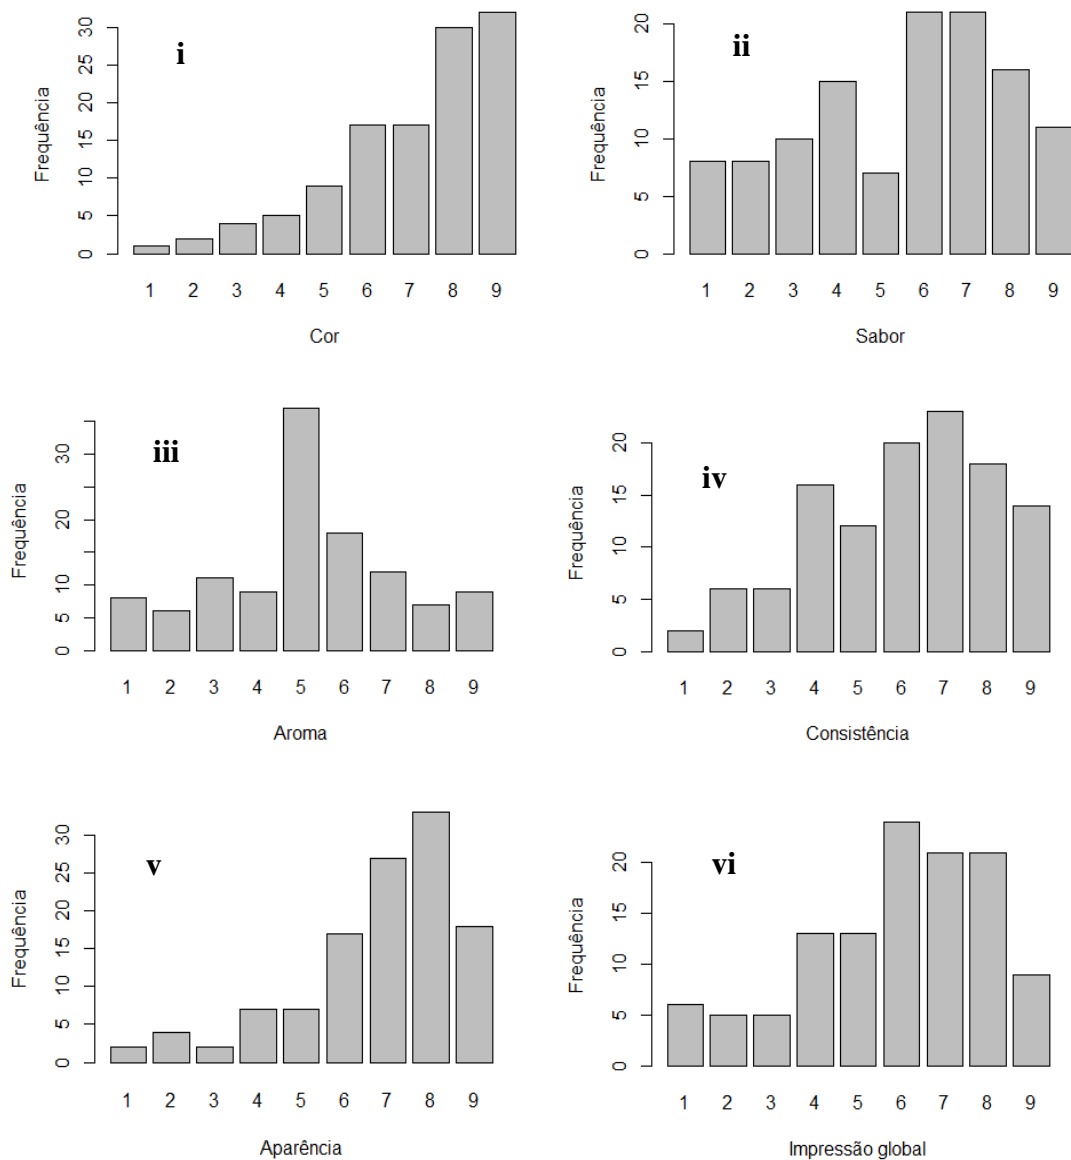 i
Frequência
0 5 10 15 20 25 30
1 2 3 4 5 6 7 8 9
Cor
ii
Frequência
0 5 10 15 20
1 2 3 4 5 6 7 8 9
Sabor
iii
Frequência
0 5 10 20 30
1 2 3 4 5 6 7 8 9
Aroma
iv
Frequência
0 5 10 15 20
1 2 3 4 5 6 7 8 9
Consistência
v
Frequência
0 5 10 15 20 25 30
1 2 3 4 5 6 7 8 9
Aparência
vi
Frequência
0 5 10 15 20
1 2 3 4 5 6 7 8 9
Impressão global